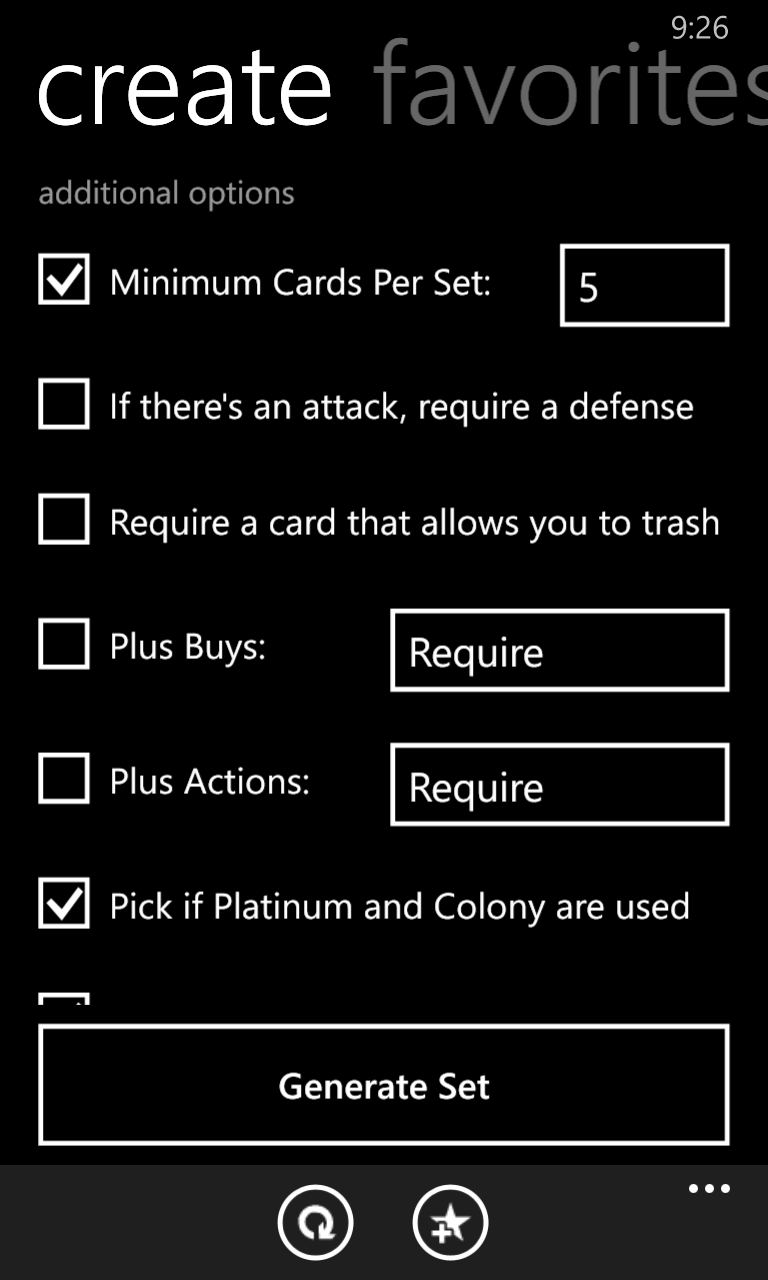 9:26
create favorites
additional options
Minimum Cards Per Set: 5
If there's an attack, require a defense
Require a card that allows you to trash
Plus Buys: Require
Plus Actions: Require
Pick if Platinum and Colony are used
Generate Set